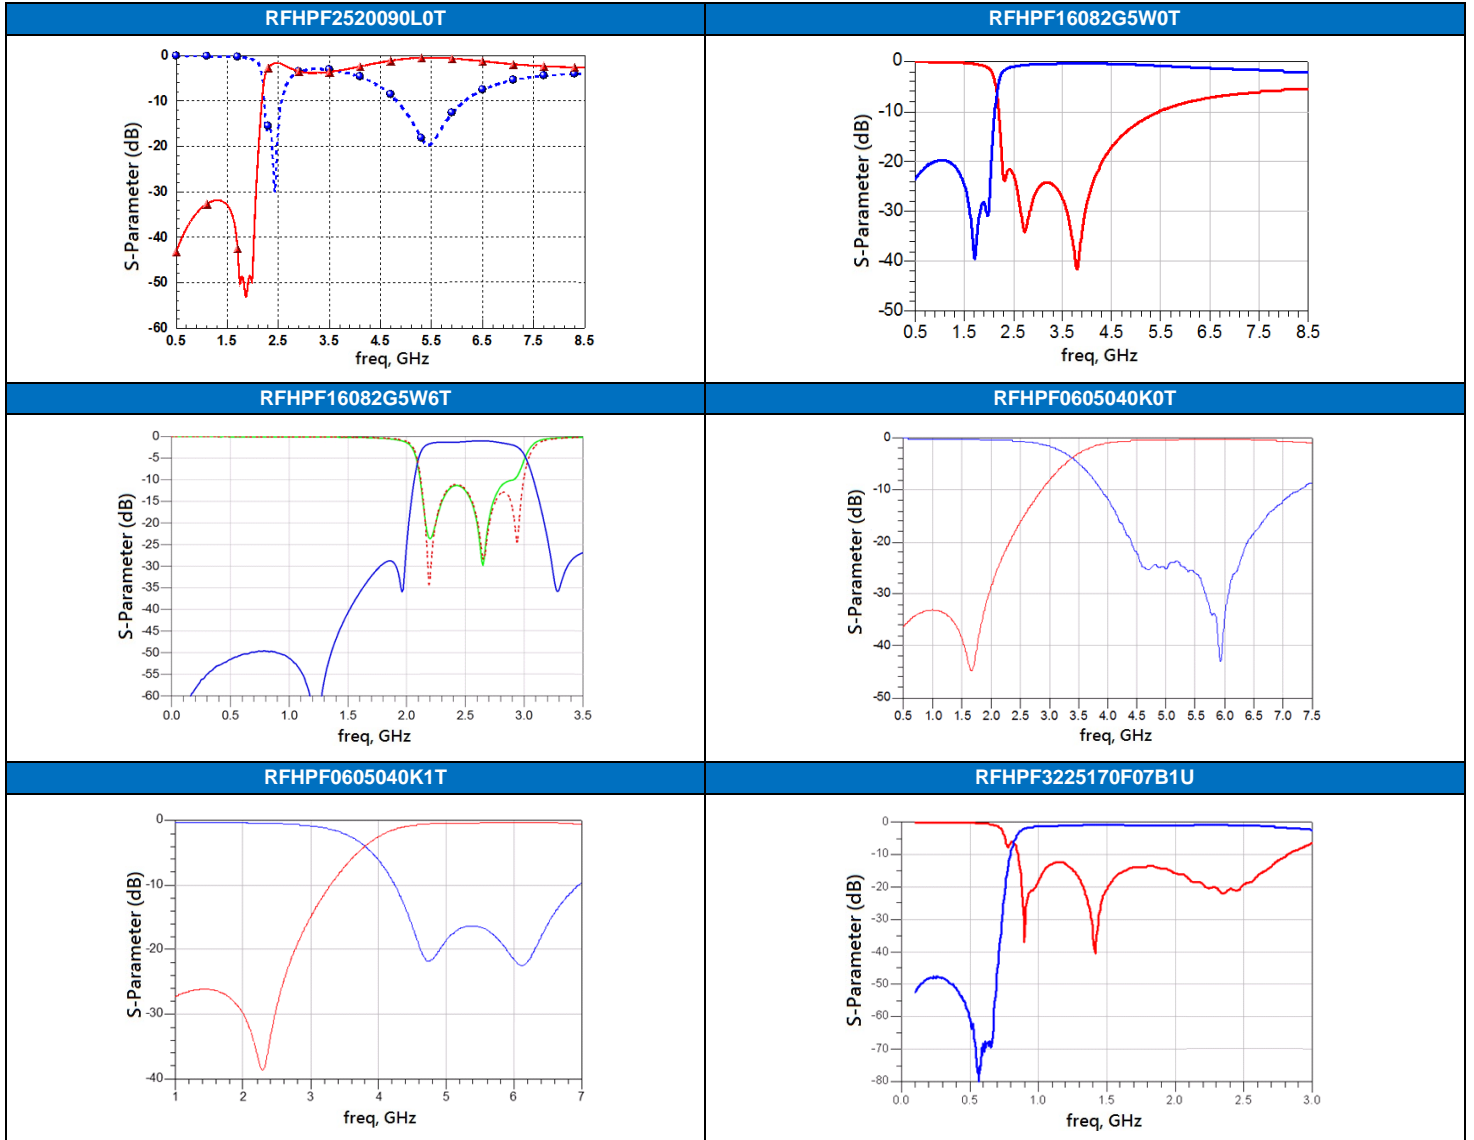 RFHPF2520090L0T
RFHPF16082G5W0T
0
-10
-20
-30
-40
-50
-60
S-Parameter (dB)
0.5 1.5 2.5 3.5 4.5 5.5 6.5 7.5 8.5
freq, GHz
0
-10
-20
-30
-40
-50
S-Parameter (dB)
0.5 1.5 2.5 3.5 4.5 5.5 6.5 7.5 8.5
freq, GHz
RFHPF16082G5W6T
RFHPF0605040K0T
0
-5
-10
-15
-20
-25
-30
-35
-40
-45
-50
-55
-60
S-Parameter (dB)
0.0 0.5 1.0 1.5 2.0 2.5 3.0 3.5
freq, GHz
0
-10
-20
-30
-40
-50
S-Parameter (dB)
0.5 1.0 1.5 2.0 2.5 3.0 3.5 4.0 4.5 5.0 5.5 6.0 6.5 7.0 7.5
freq, GHz
RFHPF0605040K1T
RFHPF3225170F07B1U
0
-10
-20
-30
-40
S-Parameter (dB)
1 2 3 4 5 6 7
freq, GHz
0
-10
-20
-30
-40
-50
-60
-70
-80
S-Parameter (dB)
0.0 0.5 1.0 1.5 2.0 2.5 3.0
freq, GHz